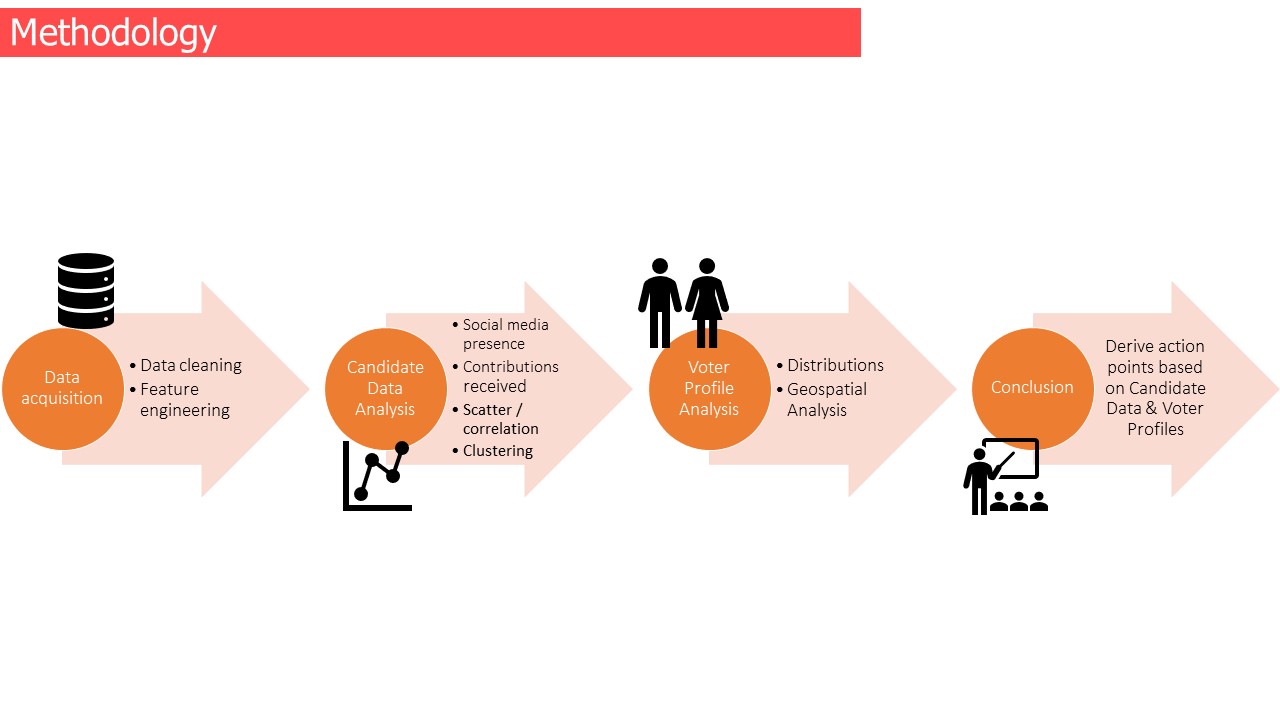 Methodology
Data
acquisition
• Data cleaning
• Feature
engineering
Candidate
Data
Analysis
• Social media
presence
• Contributions
received
• Scatter /
correlation
• Clustering
Voter
Profile
Analysis
• Distributions
• Geospatial
Analysis
Conclusion
Derive action
points based
on Candidate
Data & Voter
Profiles